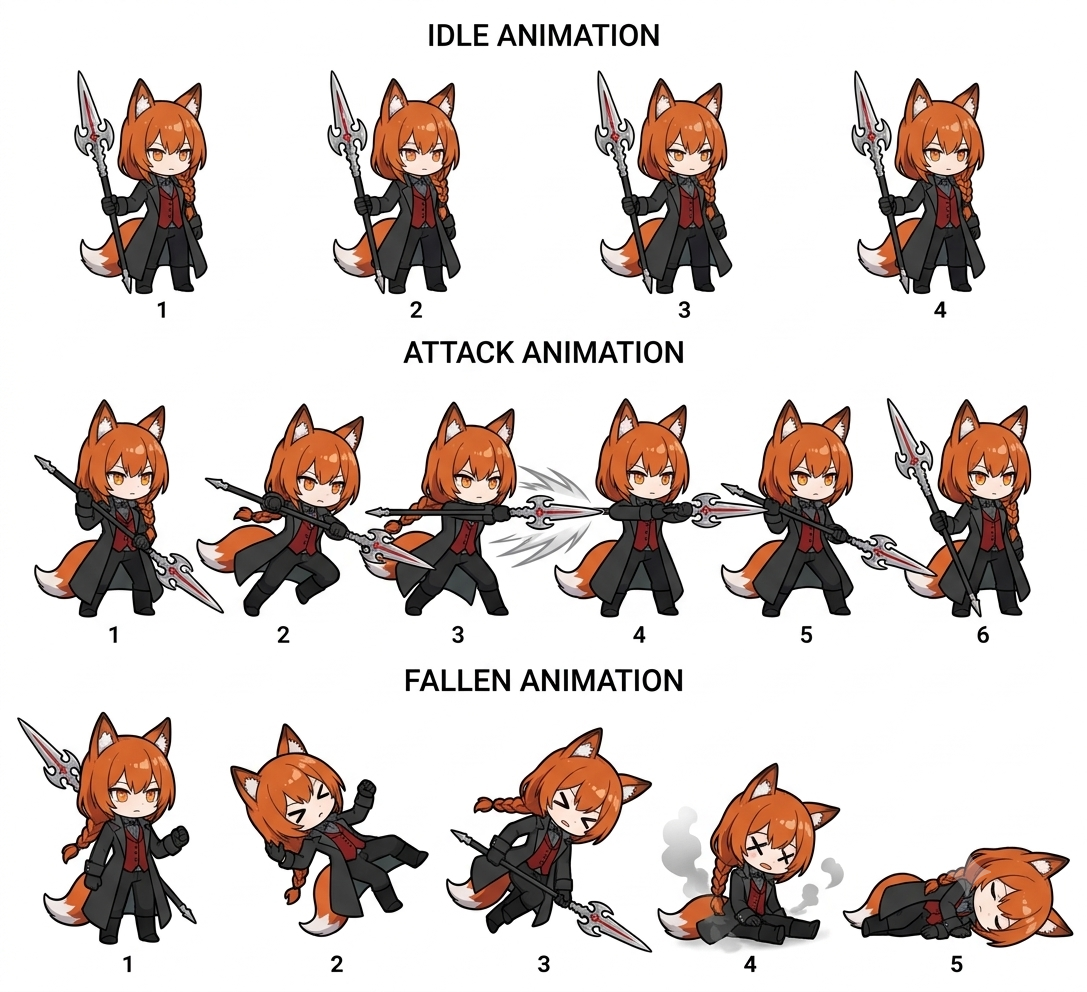 IDLE ANIMATION
1 2 3 4
ATTACK ANIMATION
1 2 3 4 5 6
FALLEN ANIMATION
1 2 3 4 5